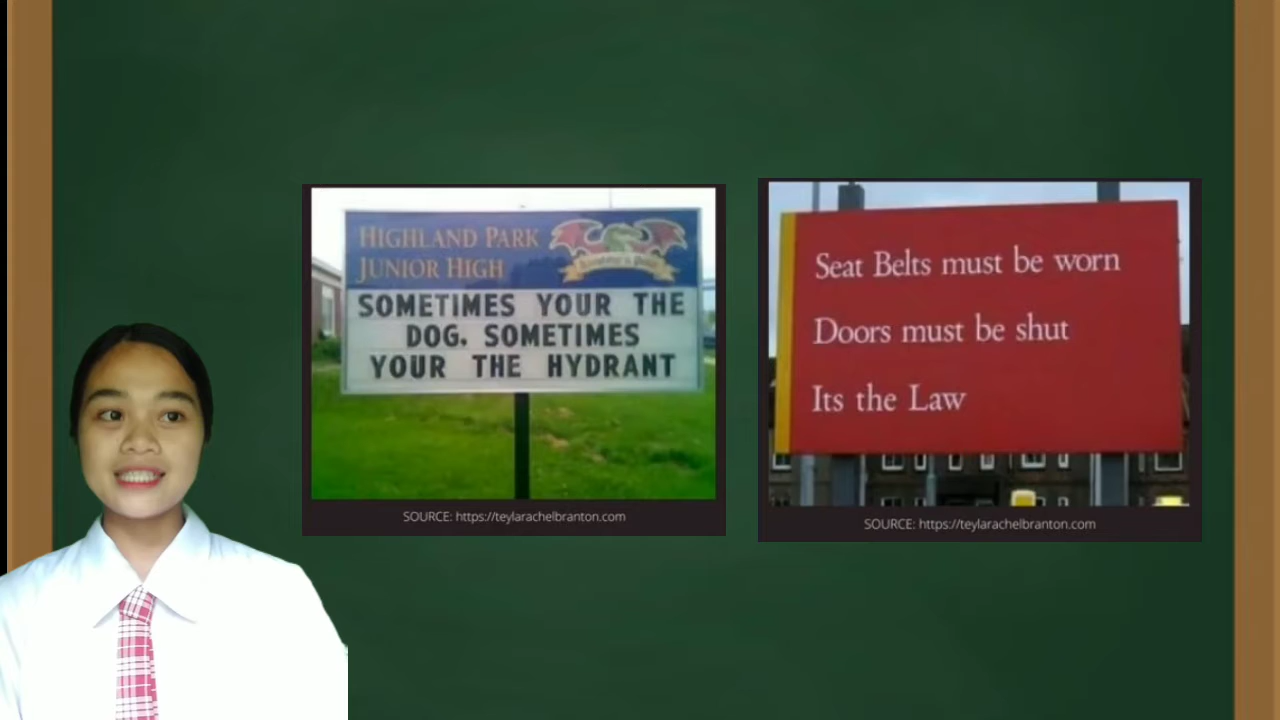 HIGHLAND PARK
JUNIOR HIGH
SOMETIMES YOUR THE
DOG. SOMETIMES
YOUR THE HYDRANT
SOURCE: https://teylarachelbranton.com
Seat Belts must be worn
Doors must be shut
Its the Law
SOURCE: https://teylarachelbranton.com